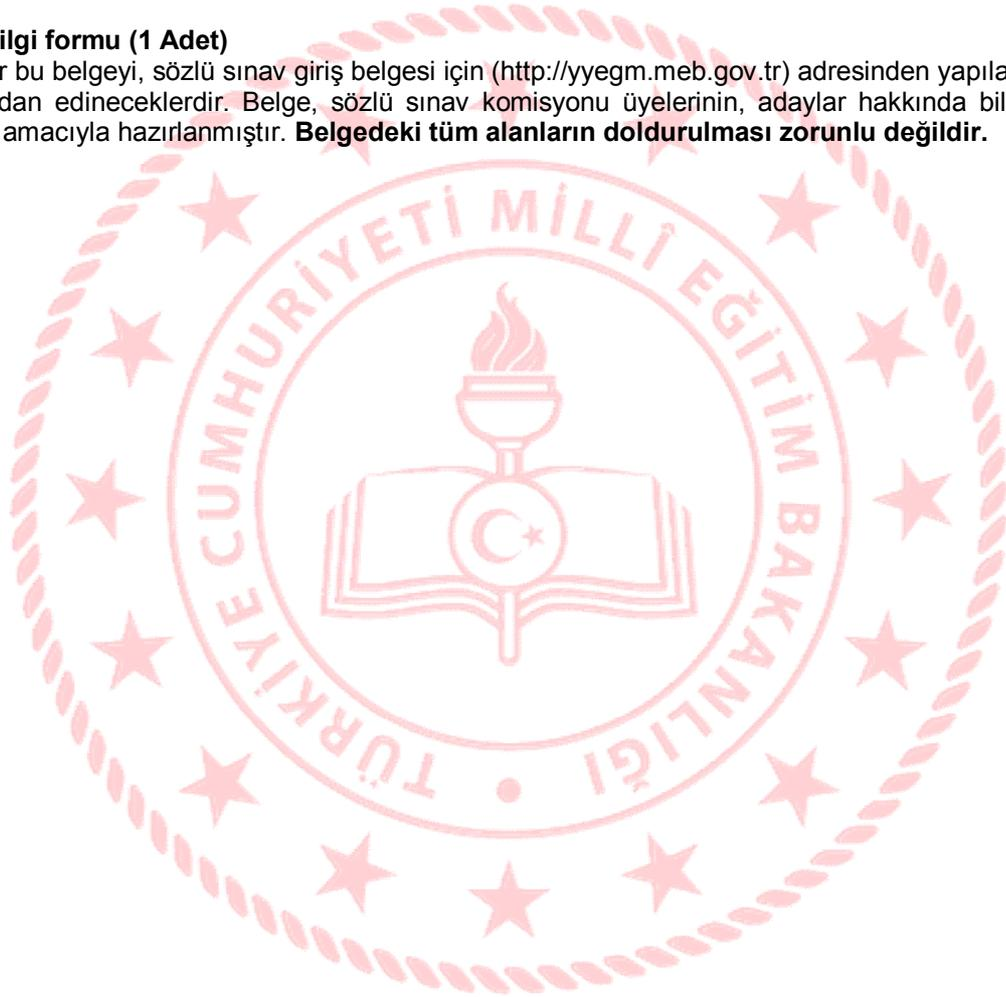 ilgi formu (1 Adet)
r bu belgeyi, sözlü sınav giriş belgesi için (http://yyegm.meb.gov.tr) adresinden yapıla
dan edineceklerdir. Belge, sözlü sınav komisyonu üyelerinin, adaylar hakkında bil
amacıyla hazırlanmıştır. Belgedeki tüm alanların doldurulması zorunlu değildir.
TÜRKİYE CUMHURİYETİ MİLLÎ EĞİTİM BAKANLIĞI